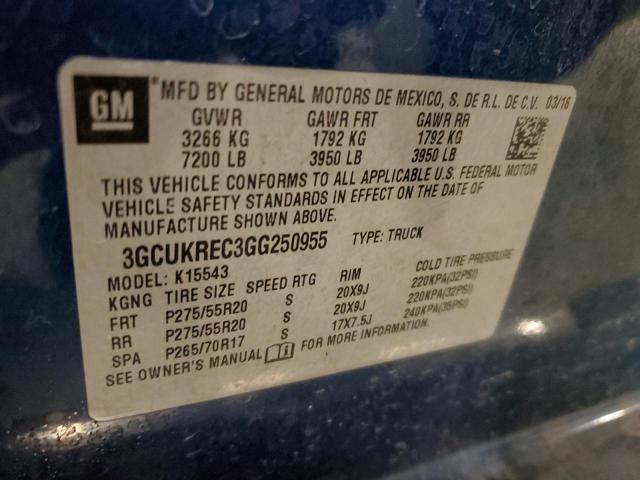 GM
*MFD BY GENERAL MOTORS DE MEXICO, S. DE R.L. DE C.V. 03/16
GVWR GAWR FRT GAWR RR
3266 KG 1792 KG 1792 KG
7200 LB 3950 LB 3950 LB
THIS VEHICLE CONFORMS TO ALL APPLICABLE U.S. FEDERAL MOTOR
VEHICLE SAFETY STANDARDS IN EFFECT ON THE DATE OF
MANUFACTURE SHOWN ABOVE.
3GCUKREC3GG250955 TYPE: TRUCK
MODEL: K15543
KGNG TIRE SIZE SPEED RTG RIM COLD TIRE PRESSURE
FRT P275/55R20 S 20X9J 220KPA(32PSI)
RR P275/55R20 S 20X9J 220KPA(32PSI)
SPA P265/70R17 S 17X7.5J 240KPA(35PSI)
SEE OWNER'S MANUAL FOR MORE INFORMATION.